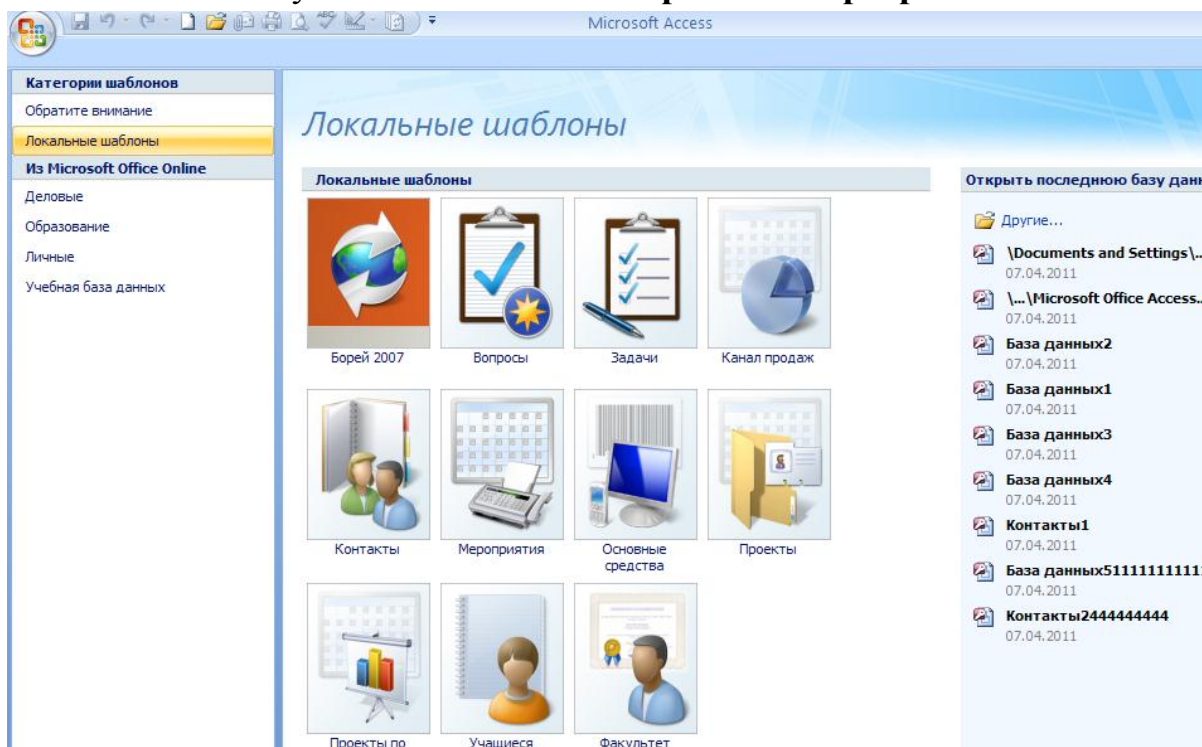 Microsoft Access
Категории шаблонов
Обратите внимание
Локальные шаблоны
Из Microsoft Office Online
Деловые
Образование
Личные
Учебная база данных
Локальные шаблоны
Локальные шаблоны
Борей 2007
Вопросы
Задачи
Канал продаж
Контакты
Мероприятия
Основные
средства
Проекты
Проекты по
Учащиеся
Факультет
Открыть последнюю базу
Другие...
\Documents and Settings\...
07.04.2011
\...\Microsoft Office Access...
07.04.2011
База данных2
07.04.2011
База данных1
07.04.2011
База данных3
07.04.2011
База данных4
07.04.2011
Контакты1
07.04.2011
База
07.04.2011
Контакты2444444444
07.04.2011